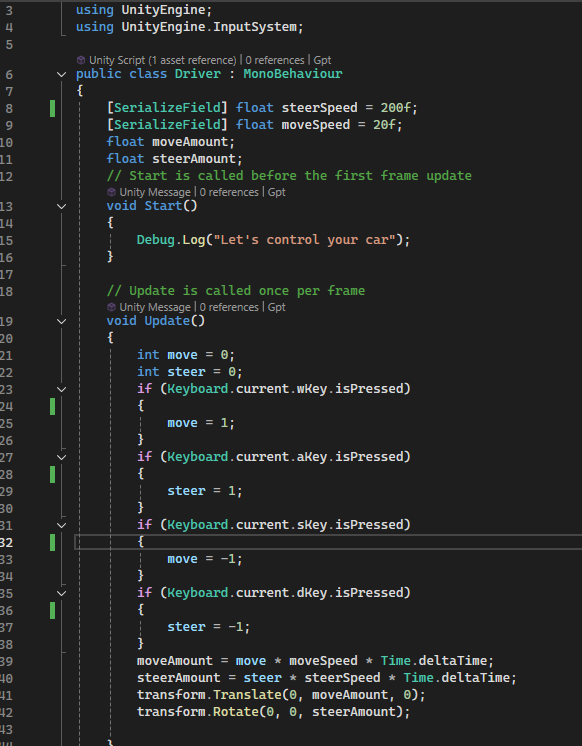 3 using UnityEngine;
4 using UnityEngine.InputSystem;
5
Unity Script (1 asset reference) | 0 references | Gpt
6 public class Driver : MonoBehaviour
7 {
8 [SerializeField] float steerSpeed = 200f;
9 [SerializeField] float moveSpeed = 20f;
10 float moveAmount;
11 float steerAmount;
12 // Start is called before the first frame update
Unity Message | 0 references | Gpt
13 void Start()
14 {
15 Debug.Log("Let's control your car");
16 }
17
18 // Update is called once per frame
Unity Message | 0 references | Gpt
19 void Update()
20 {
21 int move = 0;
22 int steer = 0;
23 if (Keyboard.current.wKey.isPressed)
24 {
25 move = 1;
26 }
27 if (Keyboard.current.aKey.isPressed)
28 {
29 steer = 1;
30 }
31 if (Keyboard.current.sKey.isPressed)
32 {
33 move = -1;
34 }
35 if (Keyboard.current.dKey.isPressed)
36 {
37 steer = -1;
38 }
39 moveAmount = move * moveSpeed * Time.deltaTime;
40 steerAmount = steer * steerSpeed * Time.deltaTime;
41 transform.Translate(0, moveAmount, 0);
42 transform.Rotate(0, 0, steerAmount);
43
44 }